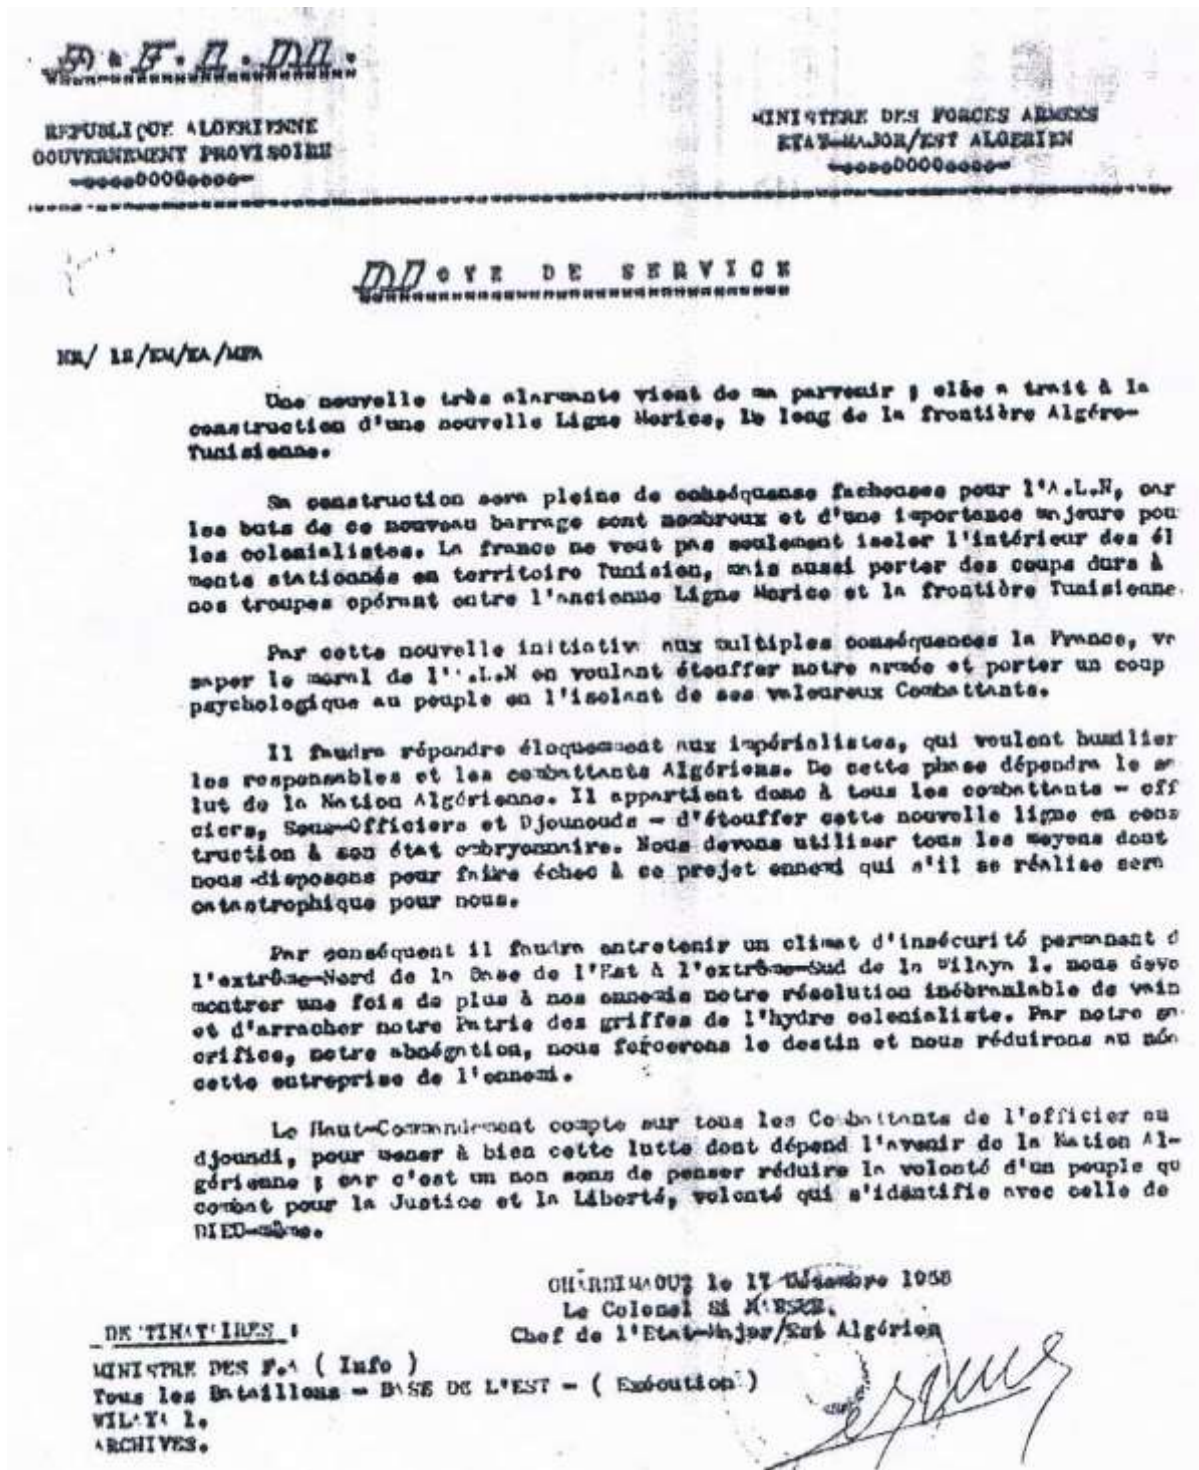 REPUBLIQUE ALGERIENNE
GOUVERNEMENT PROVISOIRE
-oooo0000oooo-
MINISTERE DES FORCES ARMEES
ETAT-MAJOR/EST ALGERIEN
-oooo0000oooo-
NOTE DE SERVICE
NR/ 18/EM/EA/MFA
Une nouvelle très alarmante vient de me parvenir ; elle a trait à la
construction d'une nouvelle Ligne Morice, le long de la frontière Algéro-
Tunisienne.
Sa construction sera pleine de conséquense facheuses pour l'A.L.N, car
les buts de ce nouveau barrage sont nombreux et d'une importance majeure pou
les colonialistes. La france ne veut pas seulement isoler l'intérieur des él
ments stationnés en territoire Tunisien, mais aussi porter des coups durs à
nos troupes opérant entre l'ancienne Ligne Morice et la frontière Tunisienne.
Par cette nouvelle initiativ aux multiples conséquences la France, ve
saper le moral de l'A.L.N en voulant étouffer notre armée et porter un coup
psychologique au peuple en l'isolant de ses valeureux Combattants.
Il faudra répondre éloquemment aux impérialistes, qui veulent humilier
les responsables et les combattants Algériens. De cette phase dépendra le sa
lut de la Nation Algérienne. Il appartient donc à tous les combattants - off
ciers, Sous-Officiers et Djounouds - d'étouffer cette nouvelle ligne en cons
truction à son état embryonnaire. Nous devons utiliser tous les moyens dont
nous disposons pour faire échec à ce projet ennemi qui s'il se réalise sera
catastrophique pour nous.
Par conséquent il faudra entretenir un climat d'insécurité permanant d
l'extrême-Nord de la Base de l'Est à l'extrême-Sud de la Wilaya 1. nous devo
montrer une fois de plus à nos ennemis notre résolution inébranlable de vain
et d'arracher notre Patrie des griffes de l'hydre colonialiste. Par notre sa
crifice, notre abnégation, nous forcerons le destin et nous réduirons au néa
cette entreprise de l'ennemi.
Le Haut-Commandement compte sur tous les Combattants de l'officier au
djoundi, pour mener à bien cette lutte dont dépend l'avenir de la Nation Al-
gérienne ; car c'est un non sens de penser réduire la volonté d'un peuple qu
combat pour la Justice et la Liberté, volonté qui s'identifie avec celle de
DIEU-même.
GHARDIMAOU, le 17 Décembre 1958
Le Colonel Si NASSER.
Chef de l'Etat-Major/Est Algérien
DESTINATAIRES :
MINISTRE DES F.A ( Info )
Tous les Bataillons - BASE DE L'EST - ( Exécution )
WILAYA 1.
ARCHIVES.